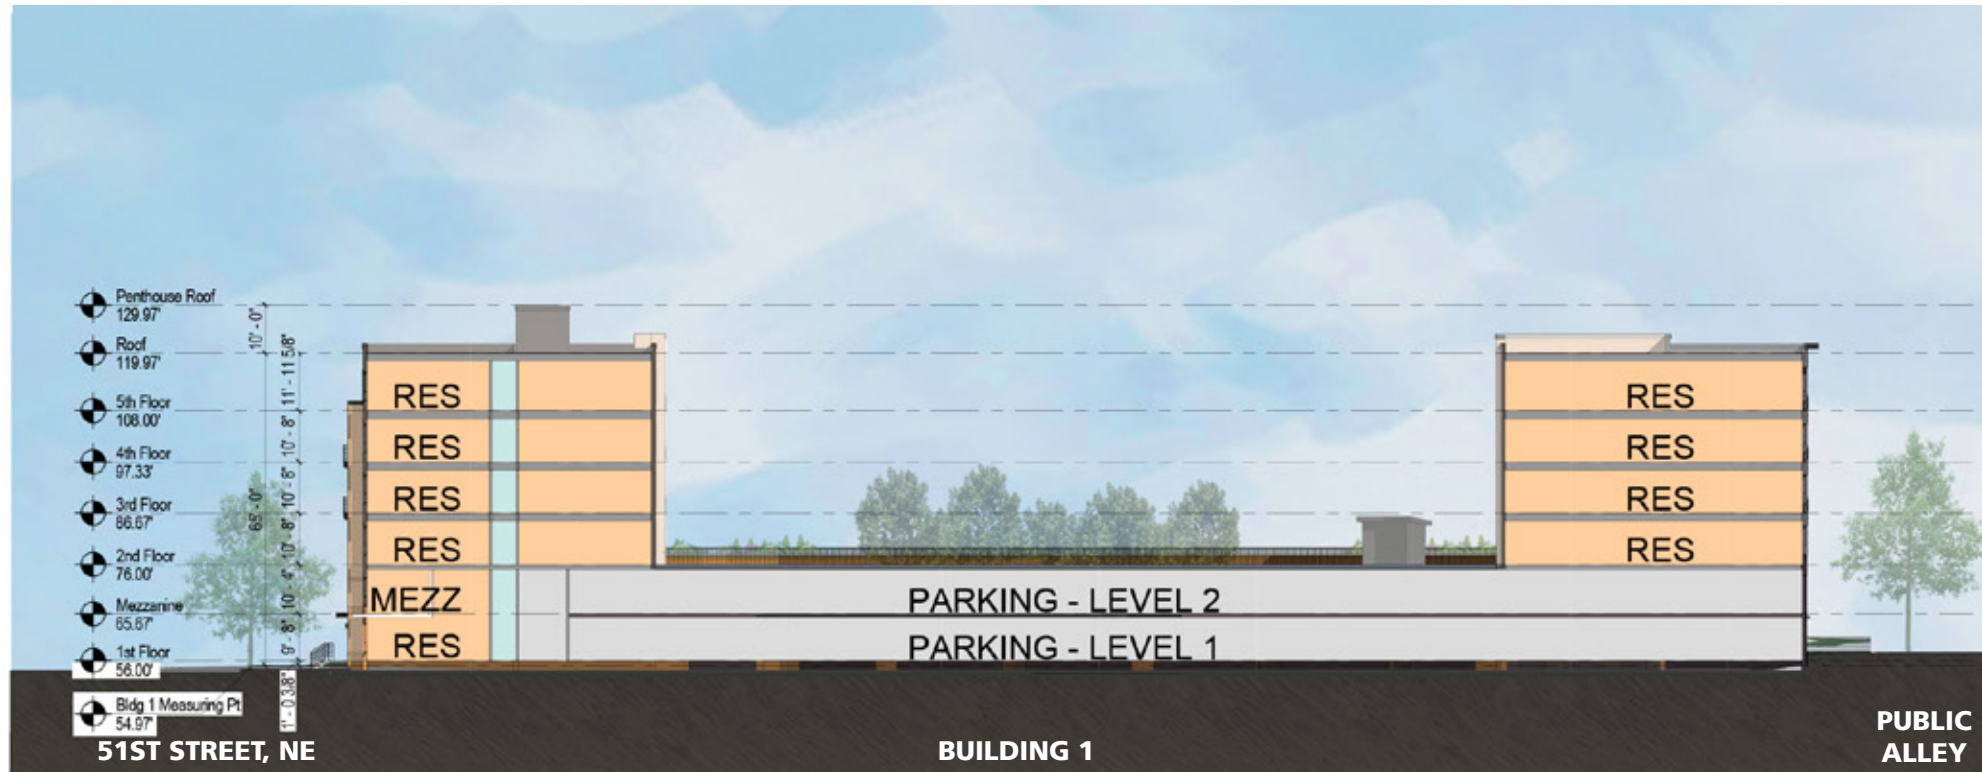 Penthouse Roof
129.97'
Roof
119.97'
5th Floor
108.00'
4th Floor
97.33'
3rd Floor
86.67'
2nd Floor
76.00'
Mezzanine
65.67'
1st Floor
56.00'
Bldg 1 Measuring Pt
54.97'
10' - 0"
65' - 0"
11' - 11 5/8"
10' - 8"
10' - 8"
10' - 8"
10' - 4"
9' - 8"
1' - 0 3/8"
RES
RES
RES
RES
MEZZ
RES
PARKING - LEVEL 2
PARKING - LEVEL 1
RES
RES
RES
RES
51ST STREET, NE
BUILDING 1
PUBLIC
ALLEY